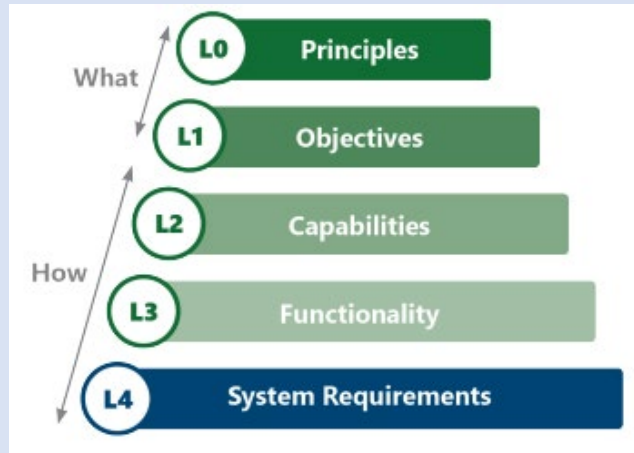 L0 Principles
What
L1 Objectives
L2 Capabilities
How
L3 Functionality
L4 System Requirements